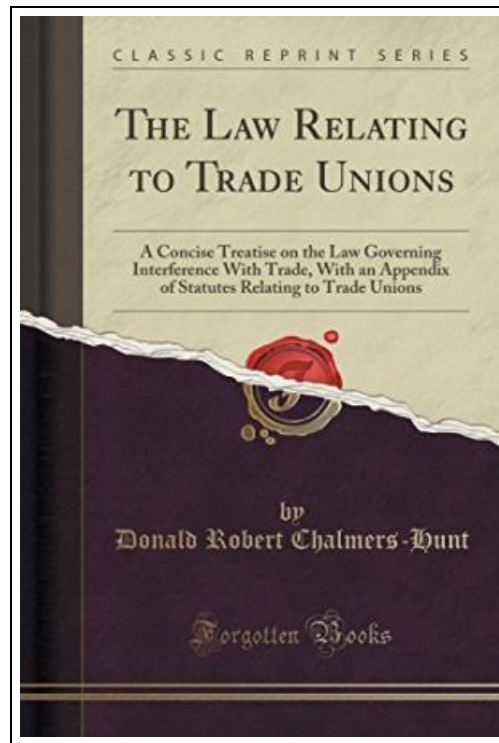 CLASSIC REPRINT SERIES
THE LAW RELATING
TO TRADE UNIONS
A Concise Treatise on the Law Governing
Interference With Trade, With an Appendix
of Statutes Relating to Trade Unions
F
by
Donald Robert Chalmers-Hunt
Forgotten Books